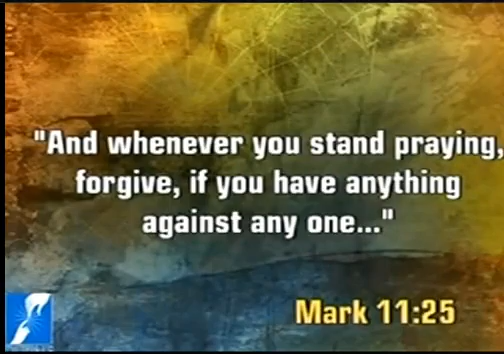 "And whenever you stand praying,
forgive, if you have anything
against any one..."
Mark 11:25